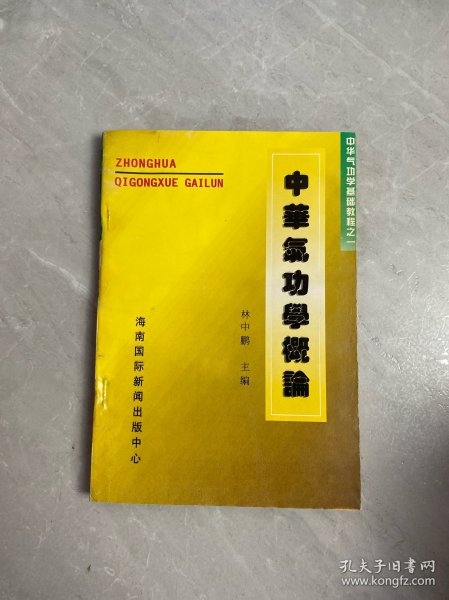 ZHONGHUA
QIGONGXUE GAILUN
中华气功学基础教程之一
中華氣功學概論
林中鹏 主编
海南国际新闻出版中心
孔夫子旧书网
www.kongfz.com